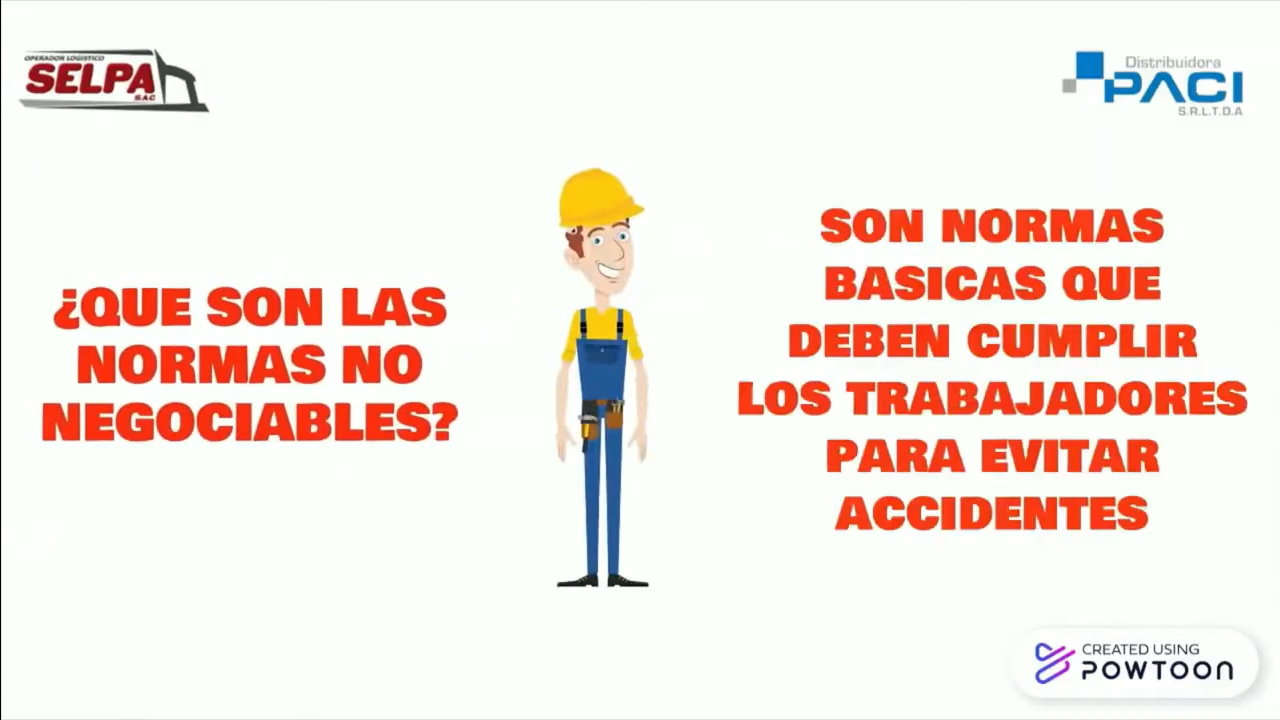 OPERADOR LOGISTICO
SELPA
S.A.C
Distribuidora
PACI
S.R.L.T.D.A
¿QUE SON LAS
NORMAS NO
NEGOCIABLES?
SON NORMAS
BASICAS QUE
DEBEN CUMPLIR
LOS TRABAJADORES
PARA EVITAR
ACCIDENTES
CREATED USING
POWTOON